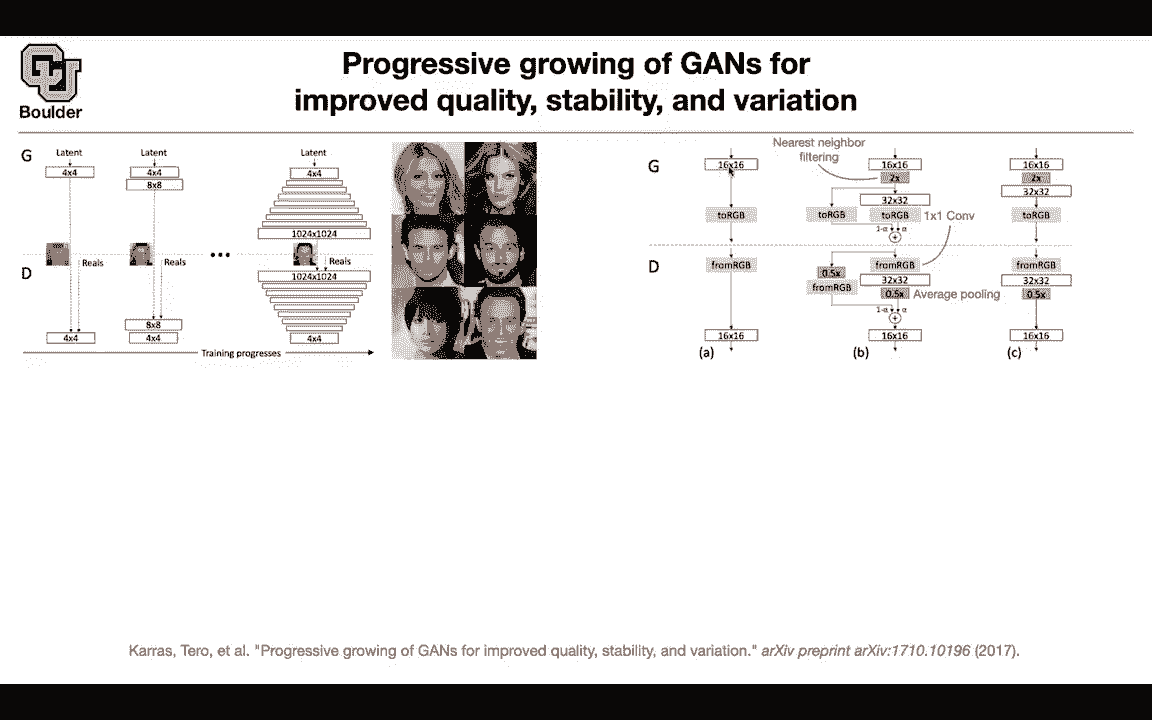 Boulder
Progressive growing of GANs for
improved quality, stability, and variation
G
Latent
4x4
Latent
4x4
8x8
Latent
4x4
1024x1024
Reals
Reals
...
Reals
D
1024x1024
4x4
8x8
4x4
4x4
Training progresses
G
16x16
toRGB
D
fromRGB
16x16
(a)
Nearest neighbor
filtering
16x16
2x
32x32
toRGB
toRGB
1x1 Conv
1-α
α
+
0.5x
fromRGB
fromRGB
32x32
0.5x
Average pooling
1-α
α
+
16x16
(b)
16x16
2x
32x32
toRGB
fromRGB
32x32
0.5x
16x16
(c)
Karras, Tero, et al. "Progressive growing of GANs for improved quality, stability, and variation." arXiv preprint arXiv:1710.10196 (2017).